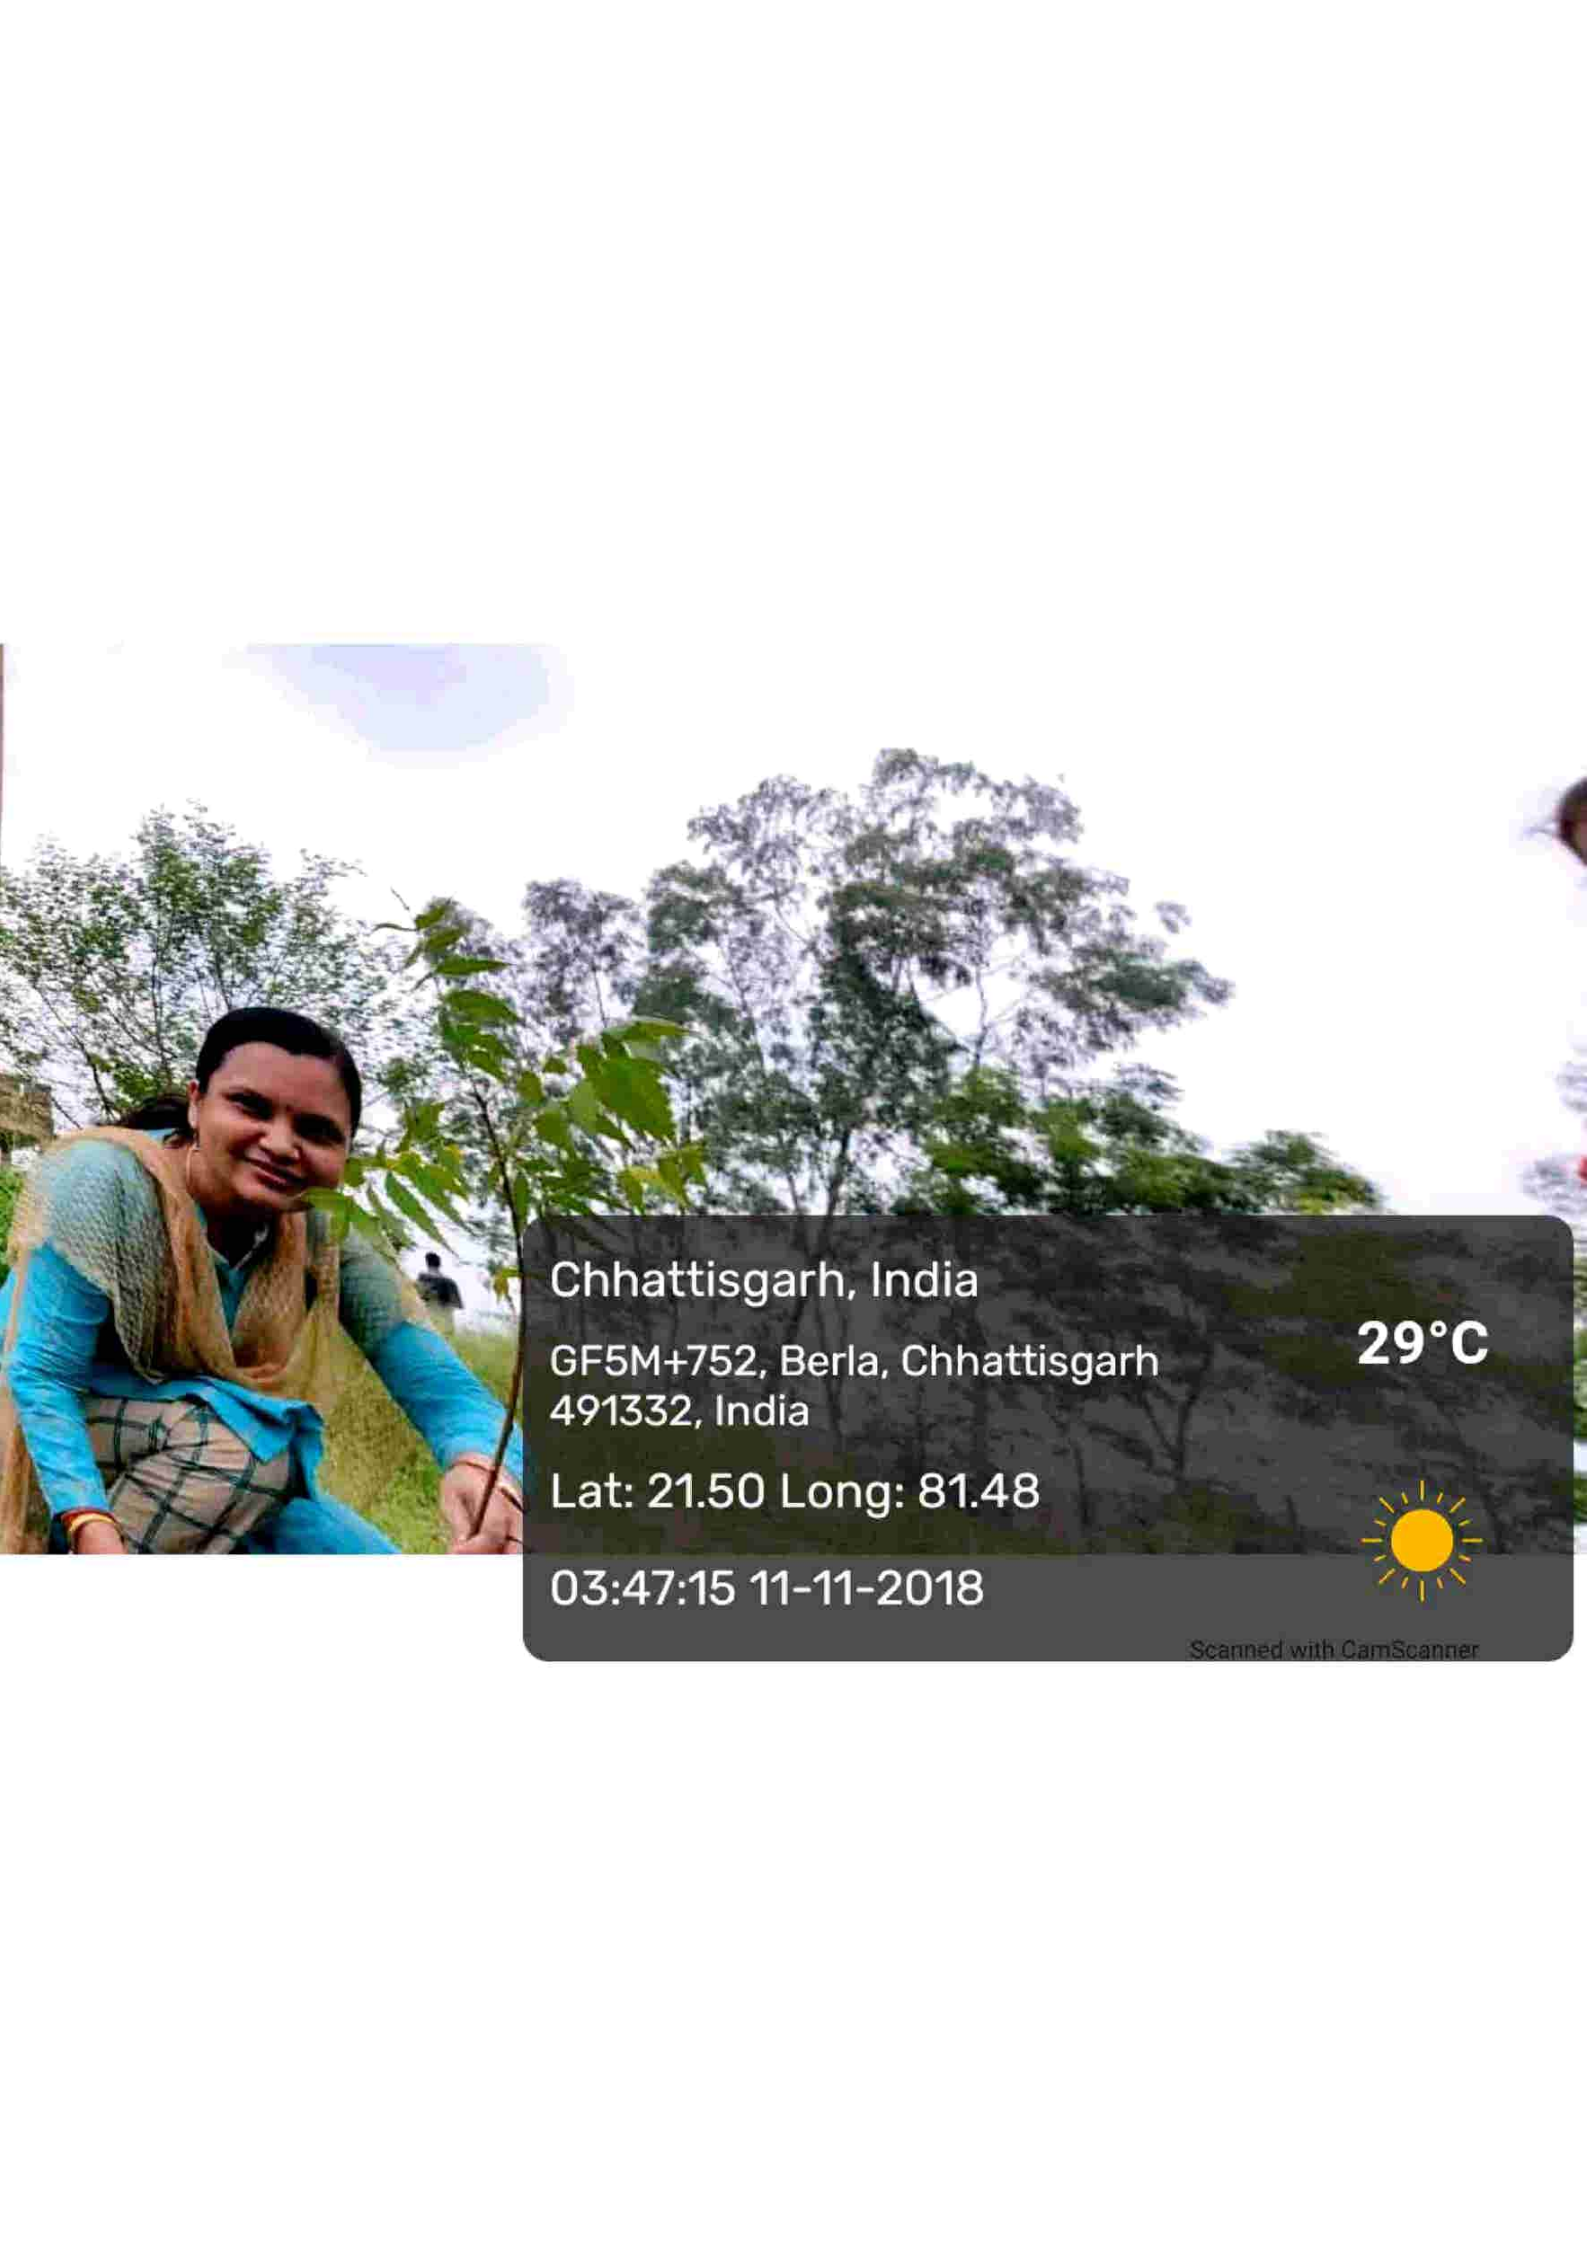 Chhattisgarh, India
29°C
GF5M+752, Berla, Chhattisgarh
491332, India
Lat: 21.50 Long: 81.48
03:47:15 11-11-2018
Scanned with CamScanner